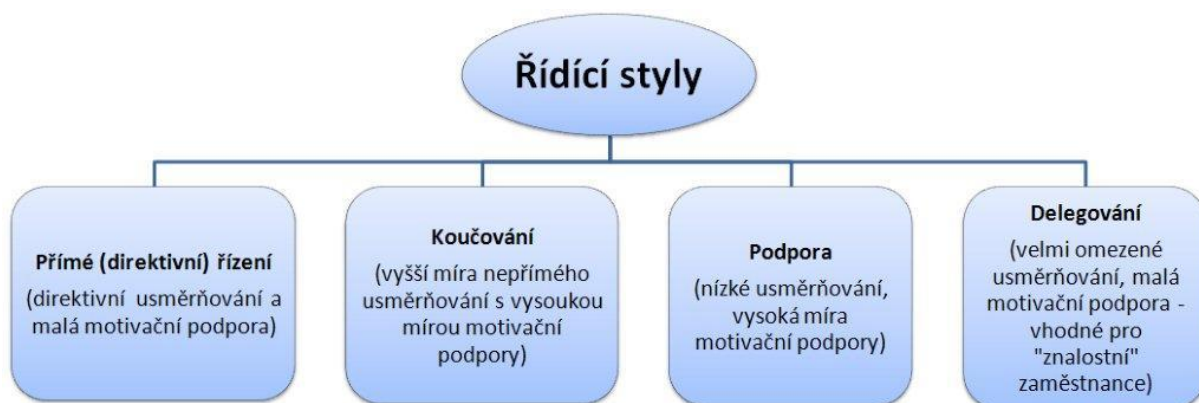 Řídící styly
Přímé (direktivní) řízení
(direktivní usměrňování a
malá motivační podpora)
Koučování
(vyšší míra nepřímého
usměrňování s vysoukou
mírou motivační
podpory)
Podpora
(nízké usměrňování,
vysoká míra
motivační podpory)
Delegování
(velmi omezené
usměrňování, malá
motivační podpora -
vhodné pro
"znalostní"
zaměstnance)